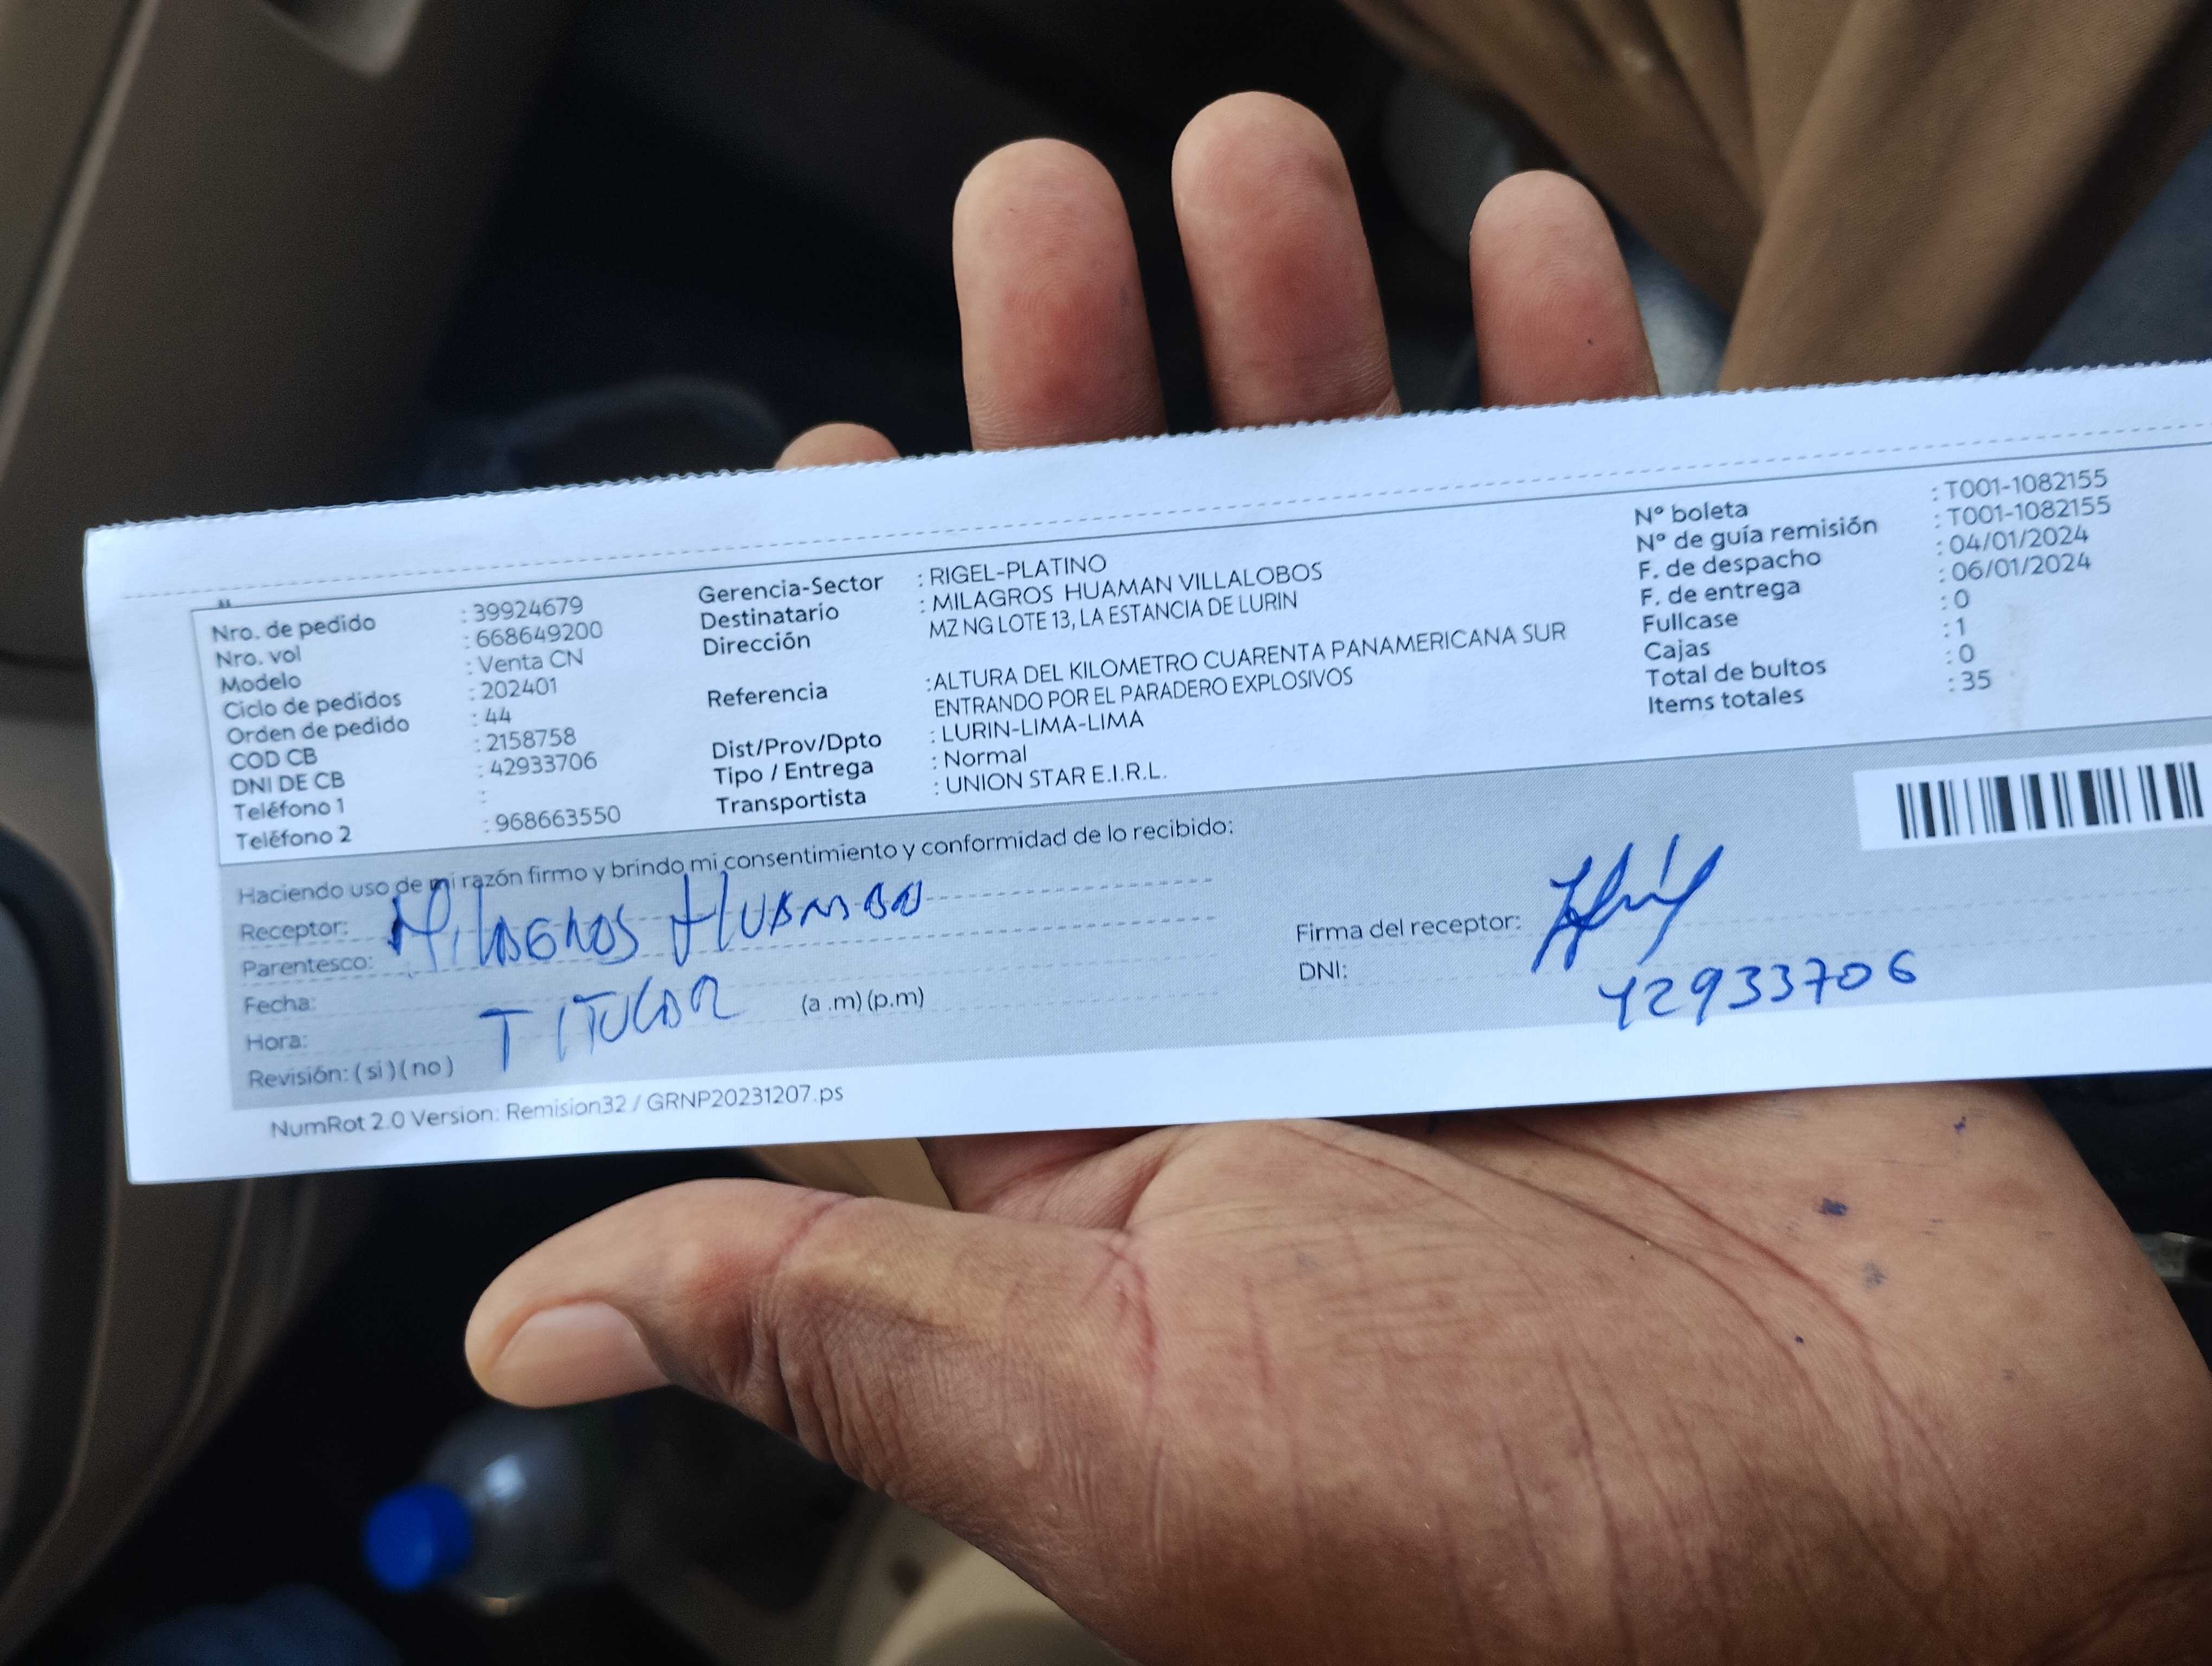 Nro. de pedido : 39924679
Nro. vol : 668649200
Modelo : Venta CN
Ciclo de pedidos : 202401
Orden de pedido : 44
COD CB : 2158758
DNI DE CB : 42933706
Teléfono 1 :
Teléfono 2 : 968663550
Gerencia-Sector : RIGEL-PLATINO
Destinatario : MILAGROS HUAMAN VILLALOBOS
Dirección MZ NG LOTE 13, LA ESTANCIA DE LURIN
Referencia :ALTURA DEL KILOMETRO CUARENTA PANAMERICANA SUR
ENTRANDO POR EL PARADERO EXPLOSIVOS
Dist/Prov/Dpto : LURIN-LIMA-LIMA
Tipo / Entrega : Normal
Transportista : UNION STAR E.I.R.L.
Nº boleta : T001-1082155
Nº de guía remisión : T001-1082155
F. de despacho : 04/01/2024
F. de entrega : 06/01/2024
Fullcase : 0
Cajas : 1
Total de bultos : 0
Items totales : 35
Haciendo uso de mi razón firmo y brindo mi consentimiento y conformidad de lo recibido:
Receptor: MILAGROS HUAMAN
Parentesco:
Fecha: TITULAR
Hora: (a .m) (p.m)
Revisión: ( si ) ( no )
Firma del receptor:
DNI: 42933706
NumRot 2.0 Version: Remision32 / GRNP20231207.ps